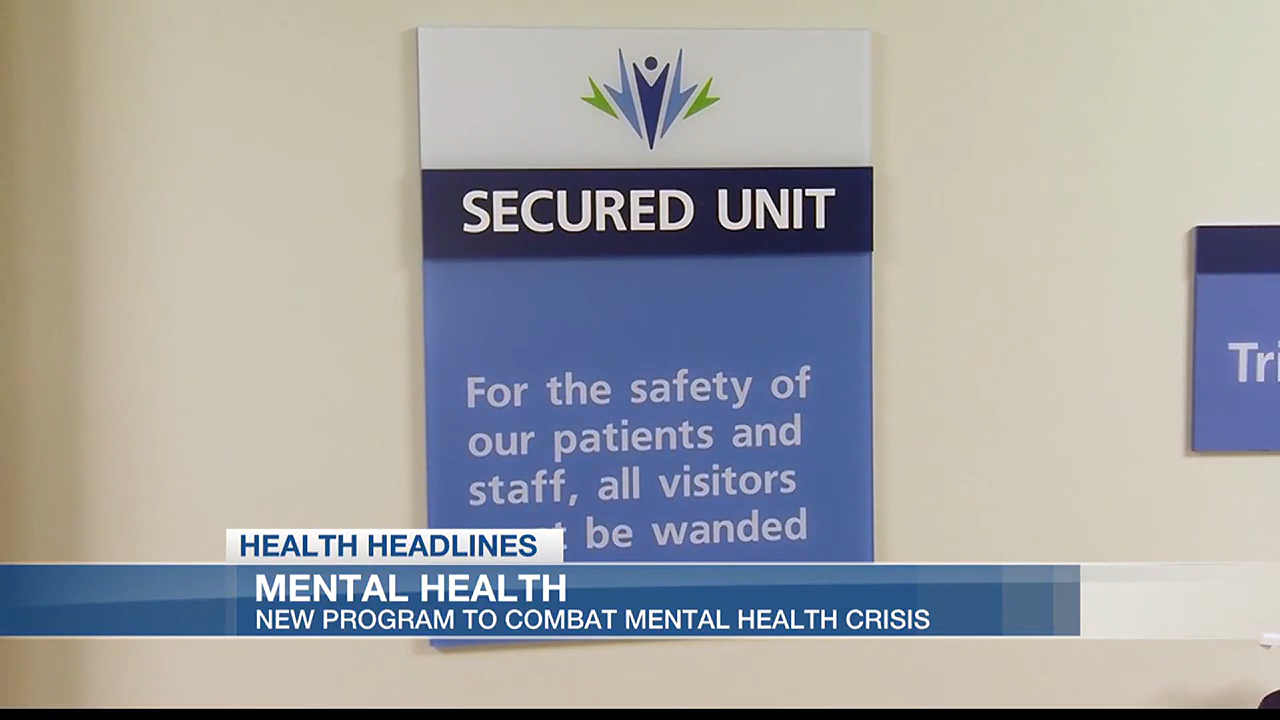 SECURED UNIT
For the safety of
our patients and
staff, all visitors
be wanded
Tri
HEALTH HEADLINES
MENTAL HEALTH
NEW PROGRAM TO COMBAT MENTAL HEALTH CRISIS